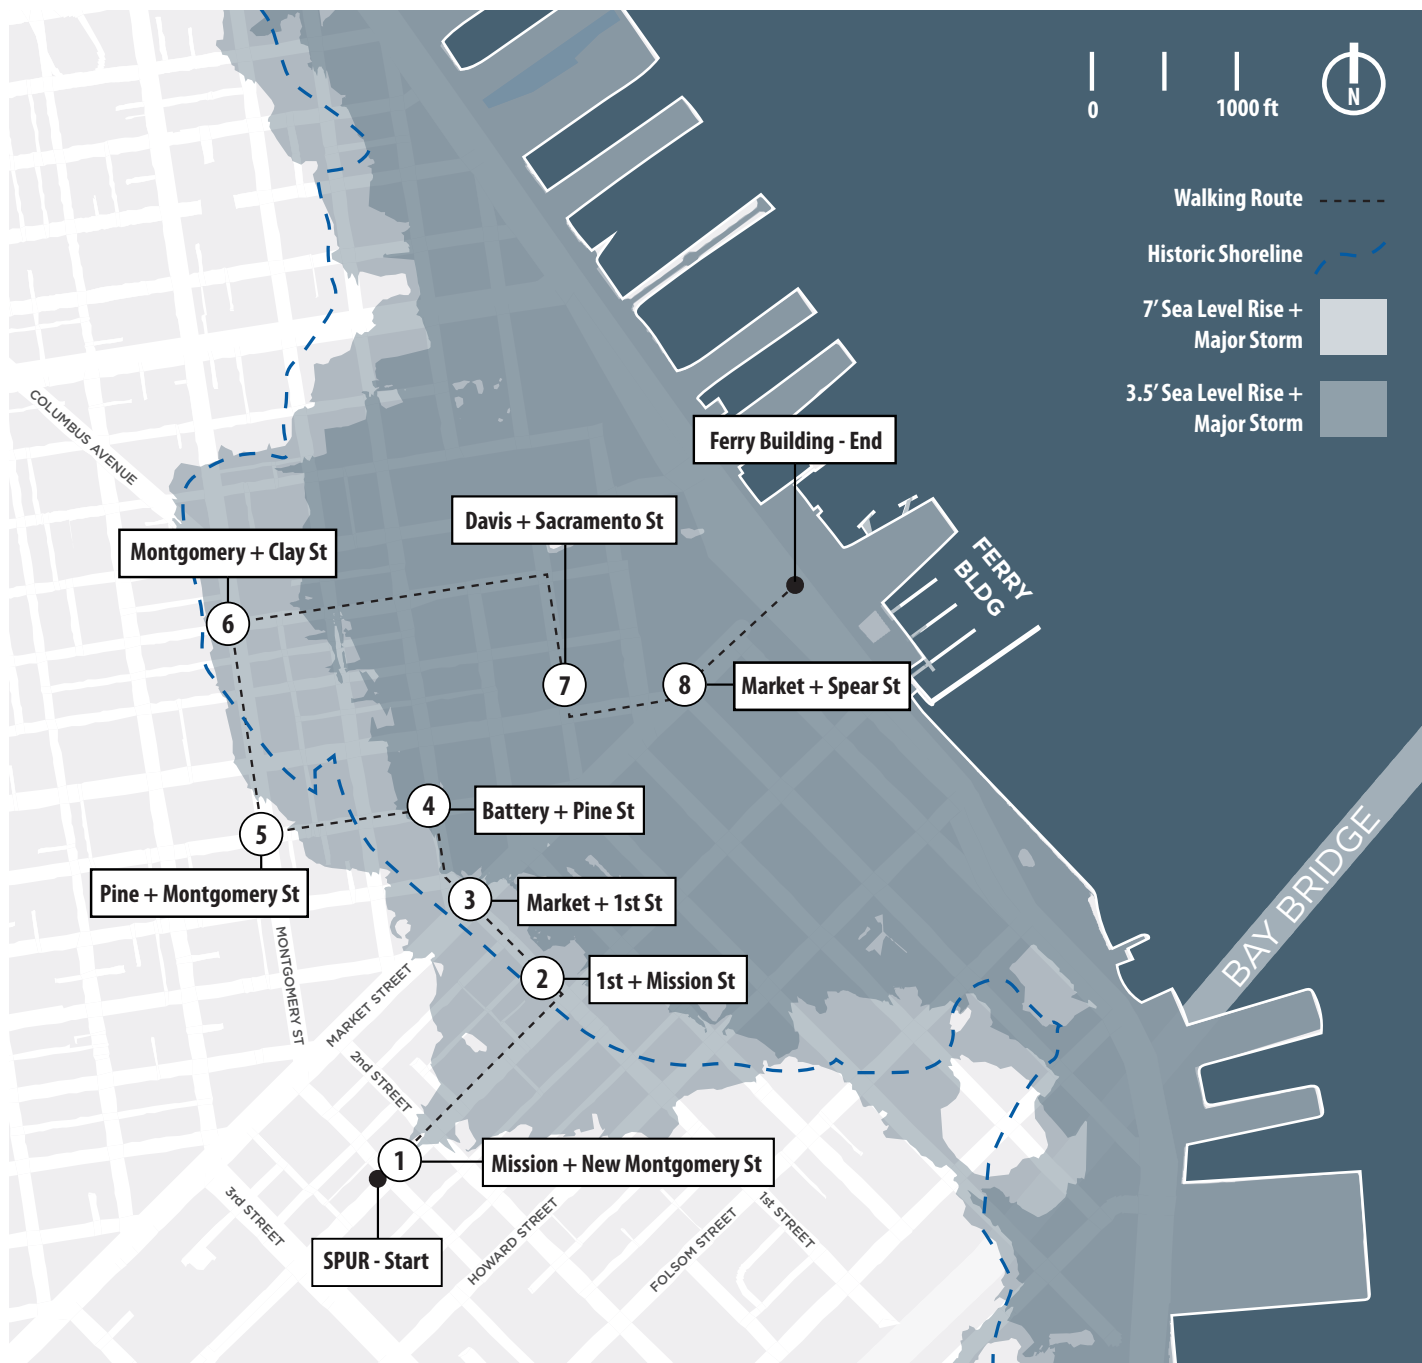 0
1000 ft
N
Walking Route
Historic Shoreline
7’ Sea Level Rise +
Major Storm
3.5’ Sea Level Rise +
Major Storm
COLUMBUS AVENUE
Ferry Building - End
Davis + Sacramento St
Montgomery + Clay St
FERRY
BLDG
6
7
8
Market + Spear St
4
Battery + Pine St
5
Pine + Montgomery St
3
Market + 1st St
BAY BRIDGE
MONTGOMERY ST
MARKET STREET
2
1st + Mission St
2nd STREET
1
Mission + New Montgomery St
3rd STREET
HOWARD STREET
FOLSOM STREET
1st STREET
SPUR - Start